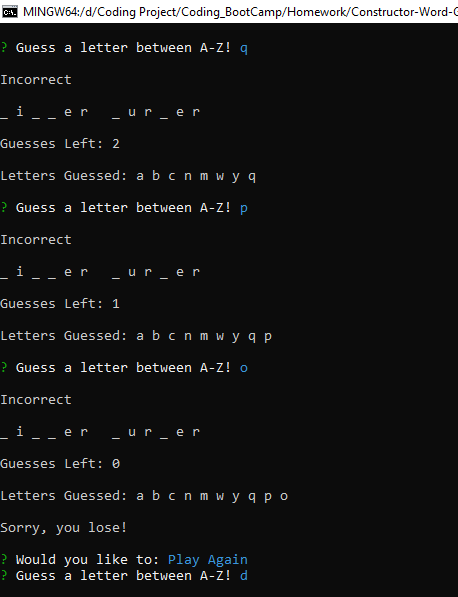 MINGW64:/d/Coding Project/Coding_BootCamp/Homework/Constructor-Word-G
? Guess a letter between A-Z! q
Incorrect
_ i _ _ e r   _ u r _ e r
Guesses Left: 2
Letters Guessed: a b c n m w y q
? Guess a letter between A-Z! p
Incorrect
_ i _ _ e r   _ u r _ e r
Guesses Left: 1
Letters Guessed: a b c n m w y q p
? Guess a letter between A-Z! o
Incorrect
_ i _ _ e r   _ u r _ e r
Guesses Left: 0
Letters Guessed: a b c n m w y q p o
Sorry, you lose!
? Would you like to: Play Again
? Guess a letter between A-Z! d